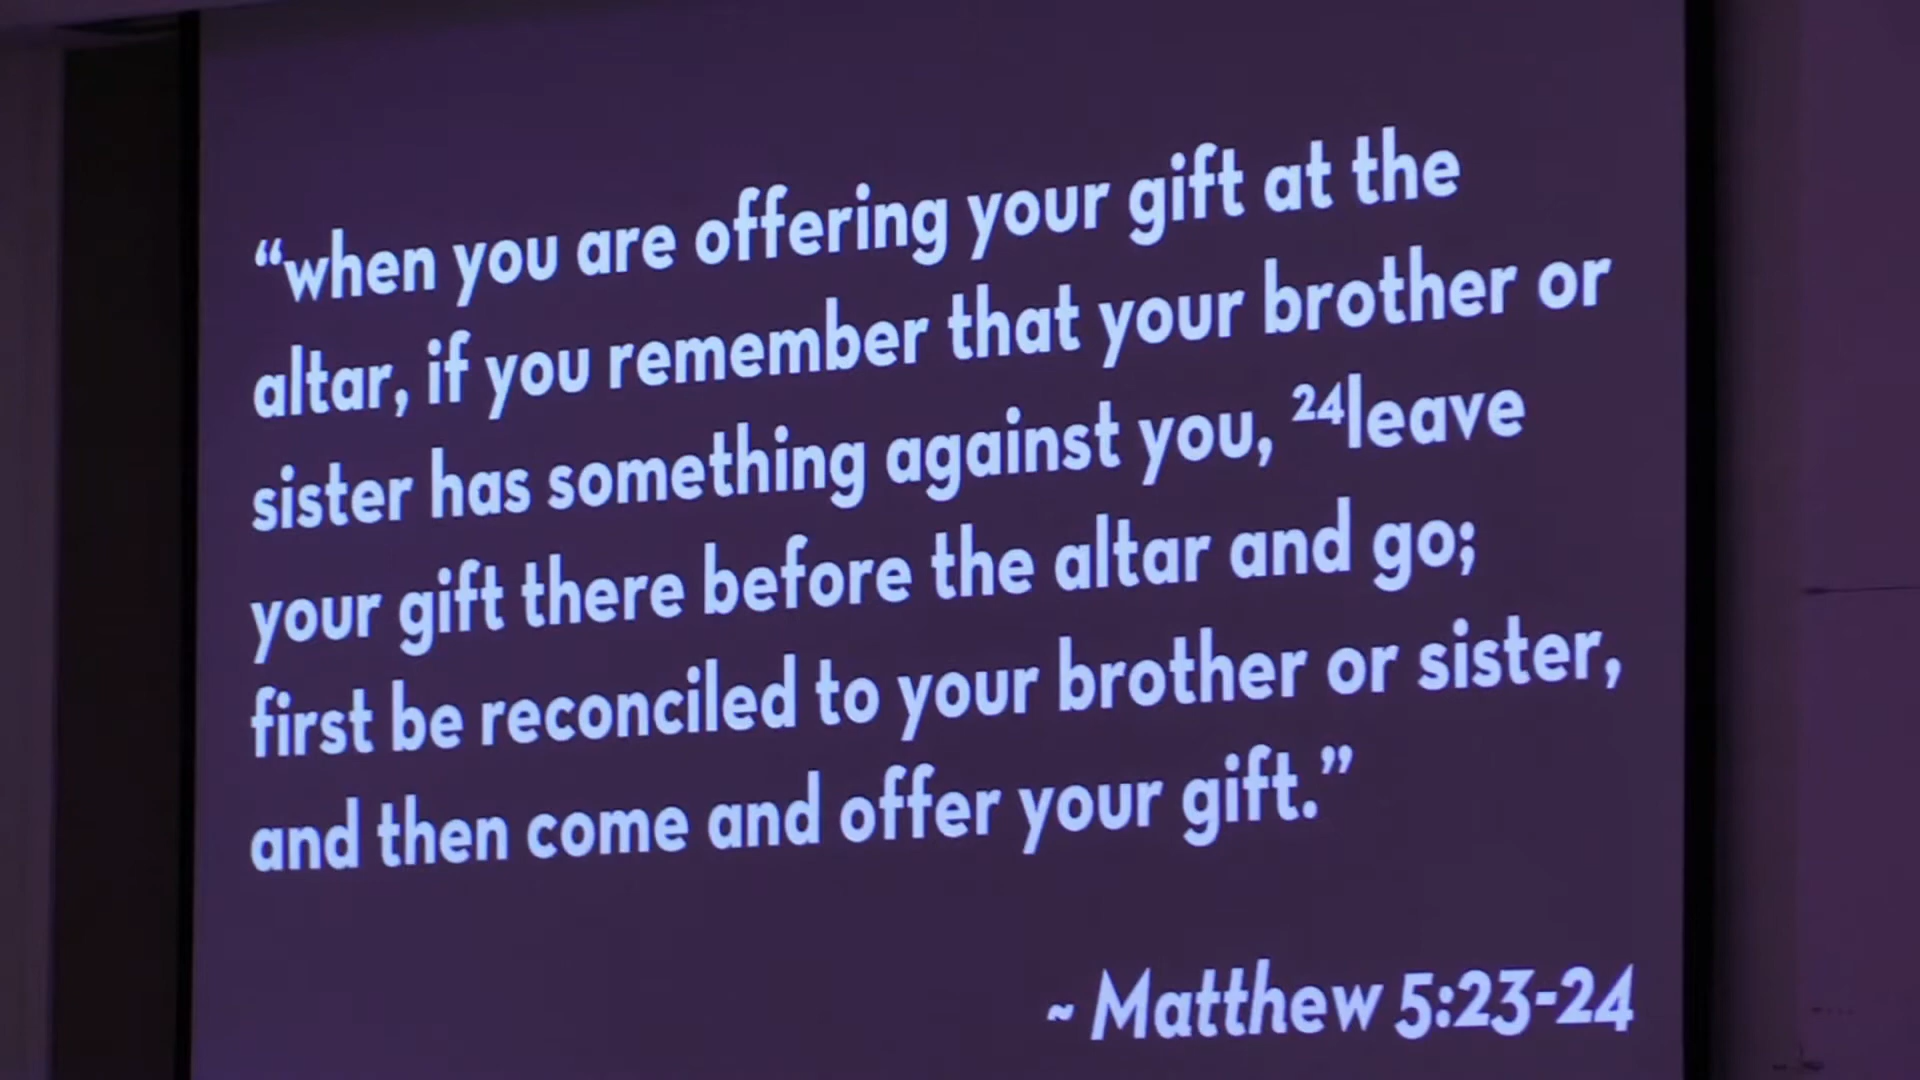 “when you are offering your gift at the
altar, if you remember that your brother or
sister has something against you, ²⁴leave
your gift there before the altar and go;
first be reconciled to your brother or sister,
and then come and offer your gift.”
~ Matthew 5:23-24